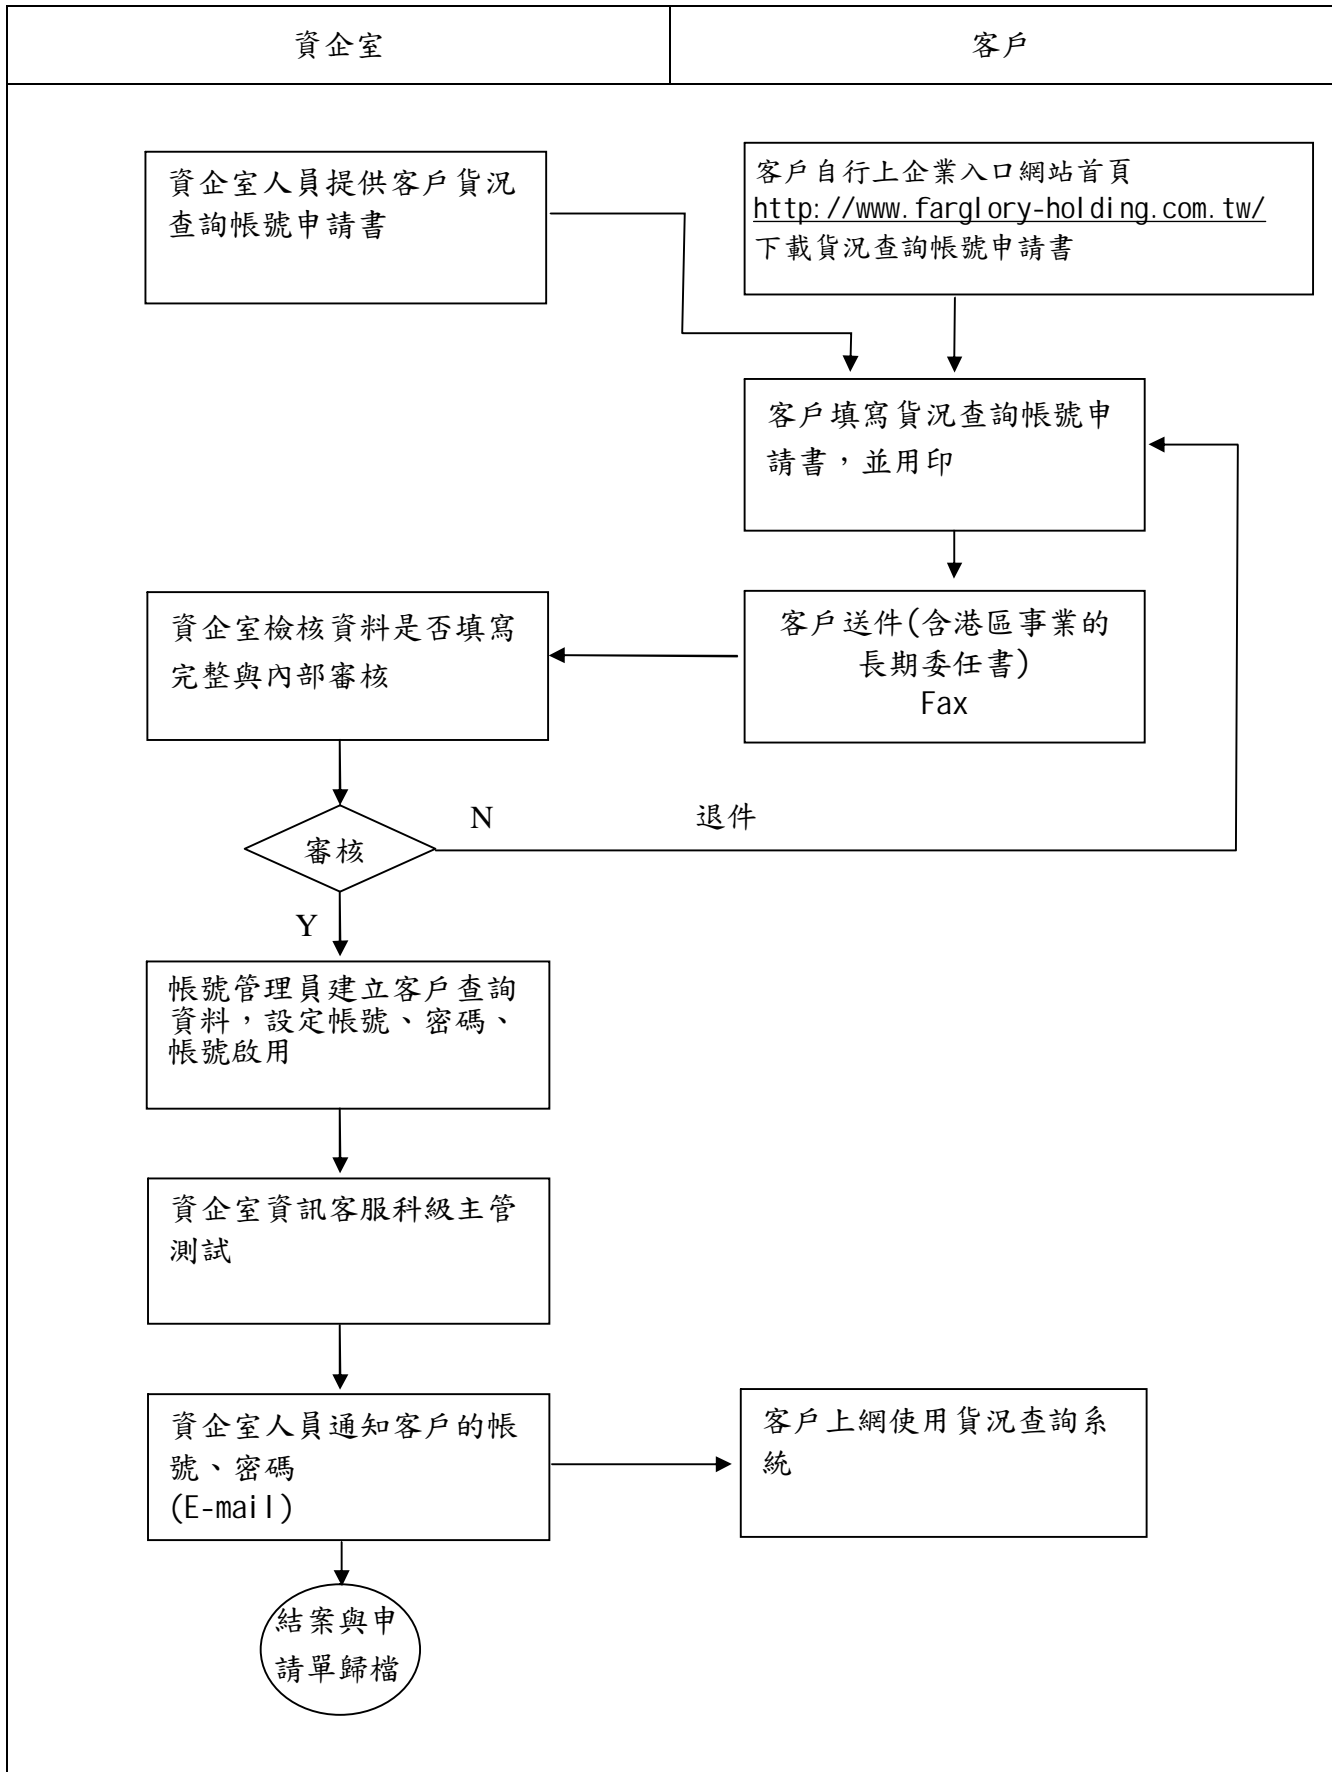 資企室
客戶
資企室人員提供客戶貨況
查詢帳號申請書
客戶自行上企業入口網站首頁
http://www.farglory-holding.com.tw/
下載貨況查詢帳號申請書
客戶填寫貨況查詢帳號申
請書，並用印
客戶送件(含港區事業的
長期委任書)
Fax
資企室檢核資料是否填寫
完整與內部審核
審核
N
退件
Y
帳號管理員建立客戶查詢
資料，設定帳號、密碼、
帳號啟用
資企室資訊客服科級主管
測試
資企室人員通知客戶的帳
號、密碼
(E-mail)
客戶上網使用貨況查詢系
統
結案與申
請單歸檔